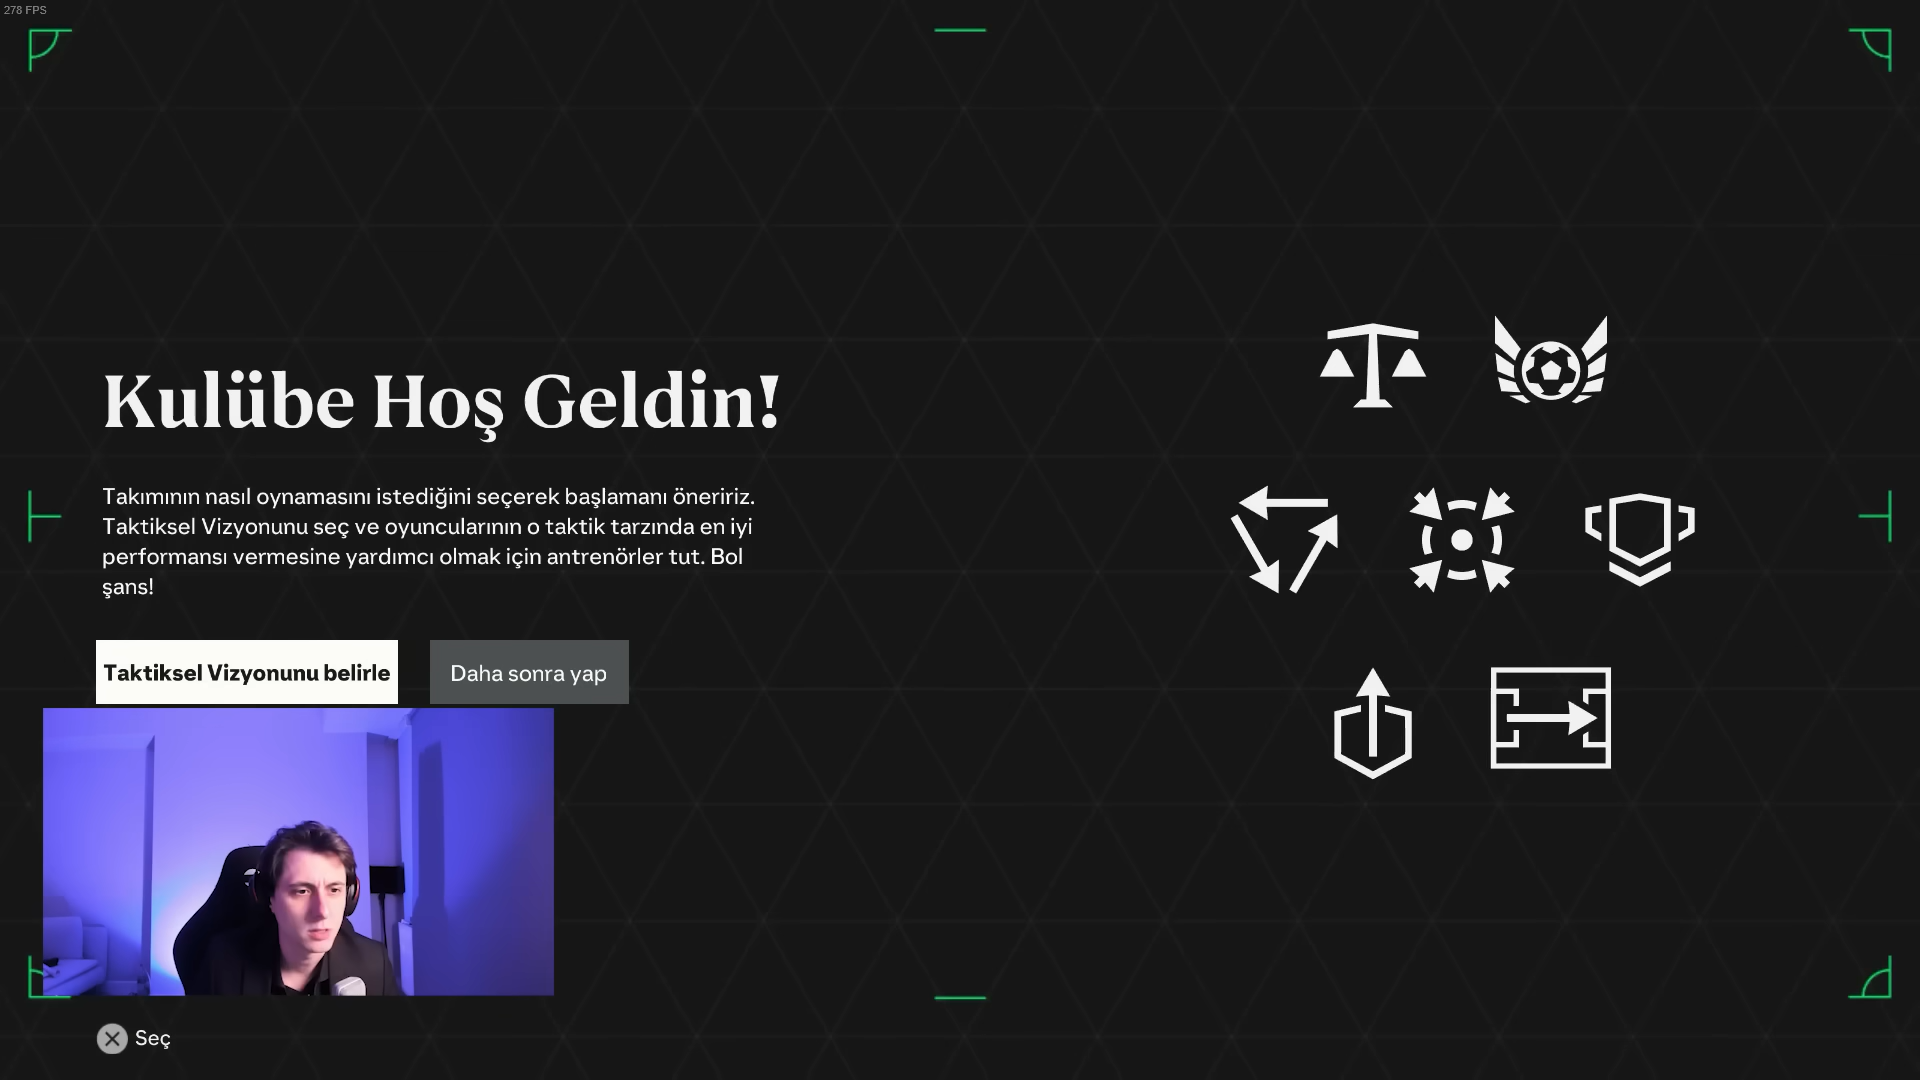 278 FPS
Kulübe Hoş Geldin!
Takımının nasıl oynamasını istediğini seçerek başlamanı öneririz.
Taktiksel Vizyonunu seç ve oyuncularının o taktik tarzında en iyi
performansı vermesine yardımcı olmak için antrenörler tut. Bol
şans!
Taktiksel Vizyonunu belirle
Daha sonra yap
Seç